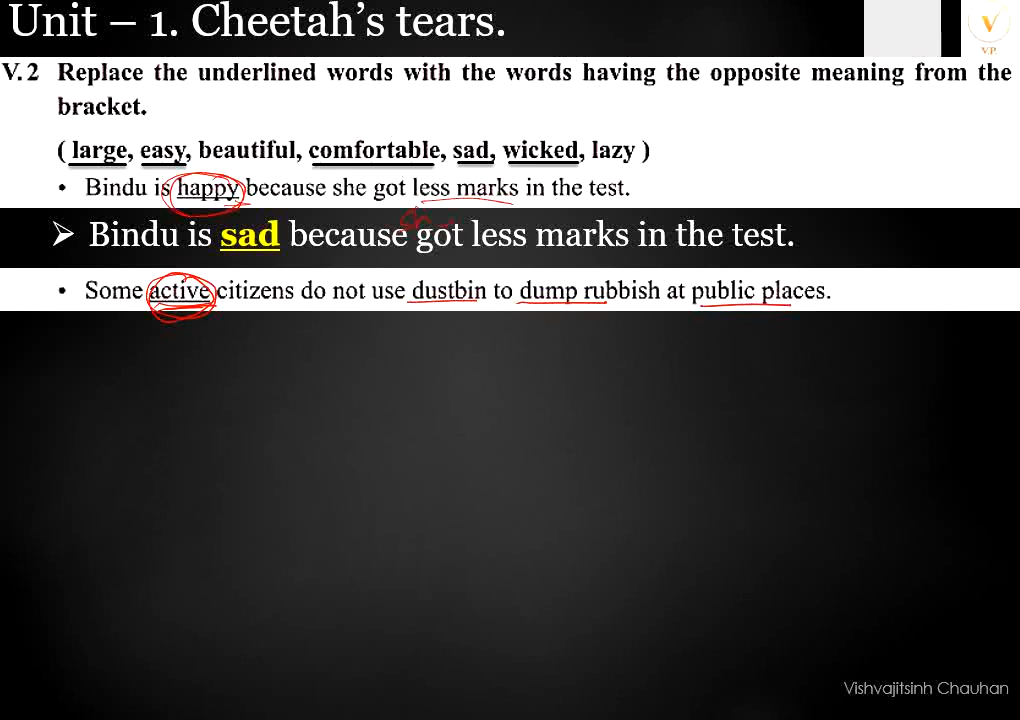 Unit – 1. Cheetah's tears.
V.P.
V. 2 Replace the underlined words with the words having the opposite meaning from the
bracket.
( large, easy, beautiful, comfortable, sad, wicked, lazy )
• Bindu is happy because she got less marks in the test.
➢ Bindu is sad because got less marks in the test.
• Some active citizens do not use dustbin to dump rubbish at public places.
Vishvajitsinh Chauhan